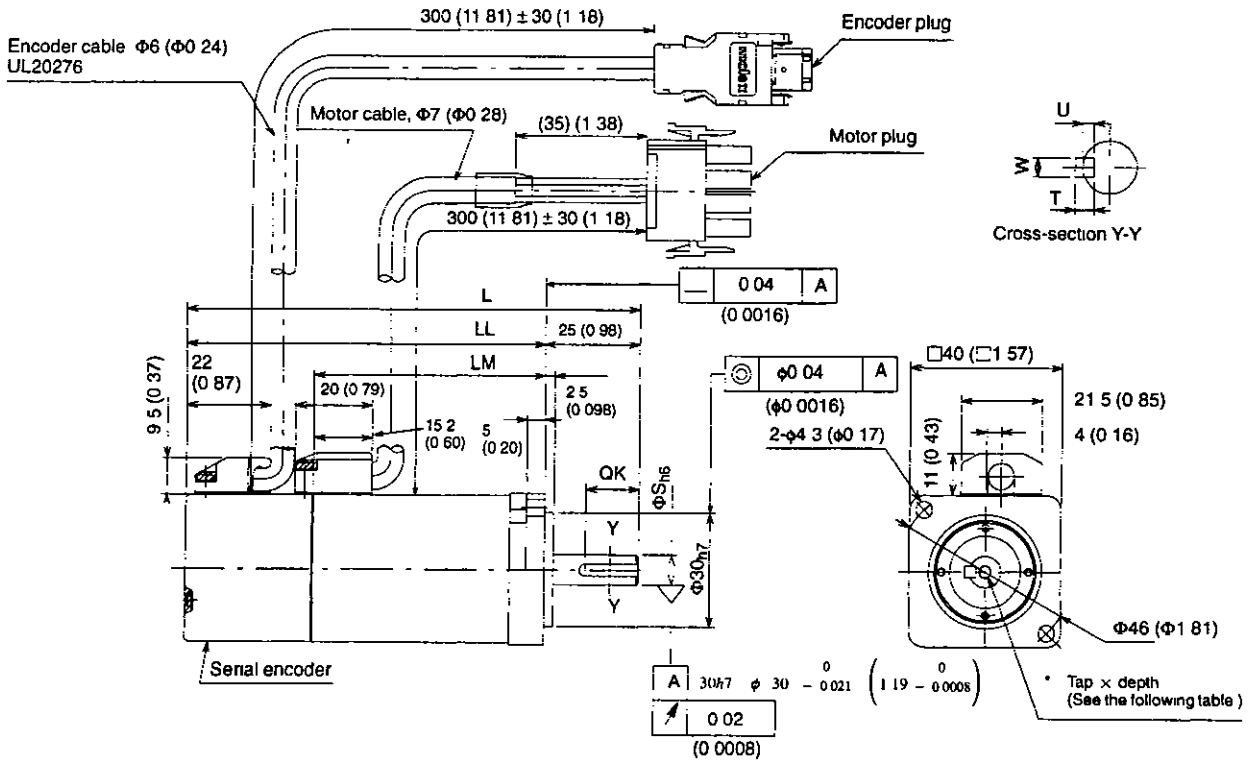 300 (11 81) ± 30 (1 18)
Encoder plug
Encoder cable Φ6 (Φ0 24)
UL20276
molex
Motor cable, Φ7 (Φ0 28)
(35) (1 38)
Motor plug
U
W
T
Cross-section Y-Y
300 (11 81) ± 30 (1 18)
0 04 A
(0 0016)
L
LL
25 (0 98)
22
(0 87)
LM
2 5
(0 098)
20 (0 79)
15 2
(0 60)
5
(0 20)
9 5 (0 37)
◎ ϕ0 04 A
(ϕ0 0016)
2-ϕ4 3 (ϕ0 17)
□40 (□1 57)
21 5 (0 85)
4 (0 16)
11 (0 43)
QK
ΦSh6
Y
Y
Φ30h7
Φ46 (Φ1 81)
Serial encoder
A 30h7 ϕ 30 0 - 0 021 (1 19 0 - 0 0008)
0 02
(0 0008)
* Tap × depth
(See the following table )